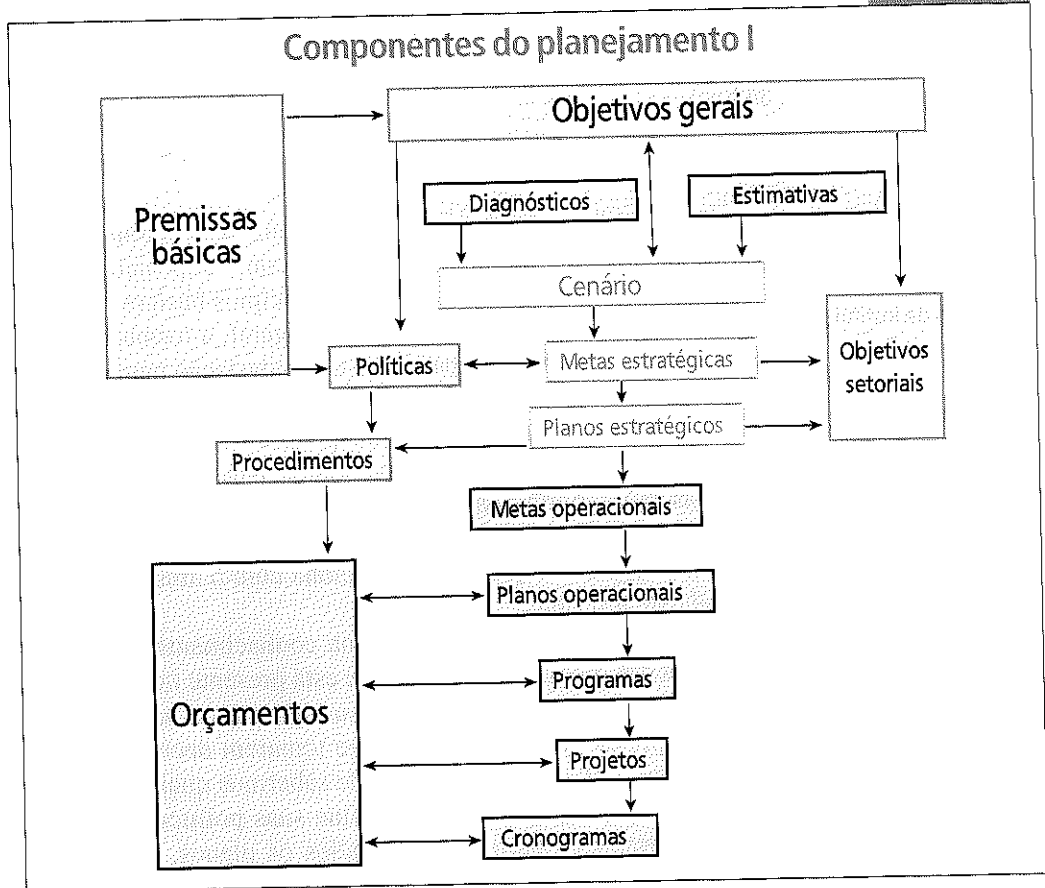 Componentes do planejamento I
Objetivos gerais
Premissas
básicas
Diagnósticos
Estimativas
Cenário
Políticas
Metas estratégicas
Objetivos
setoriais
Planos estratégicos
Procedimentos
Metas operacionais
Planos operacionais
Orçamentos
Programas
Projetos
Cronogramas